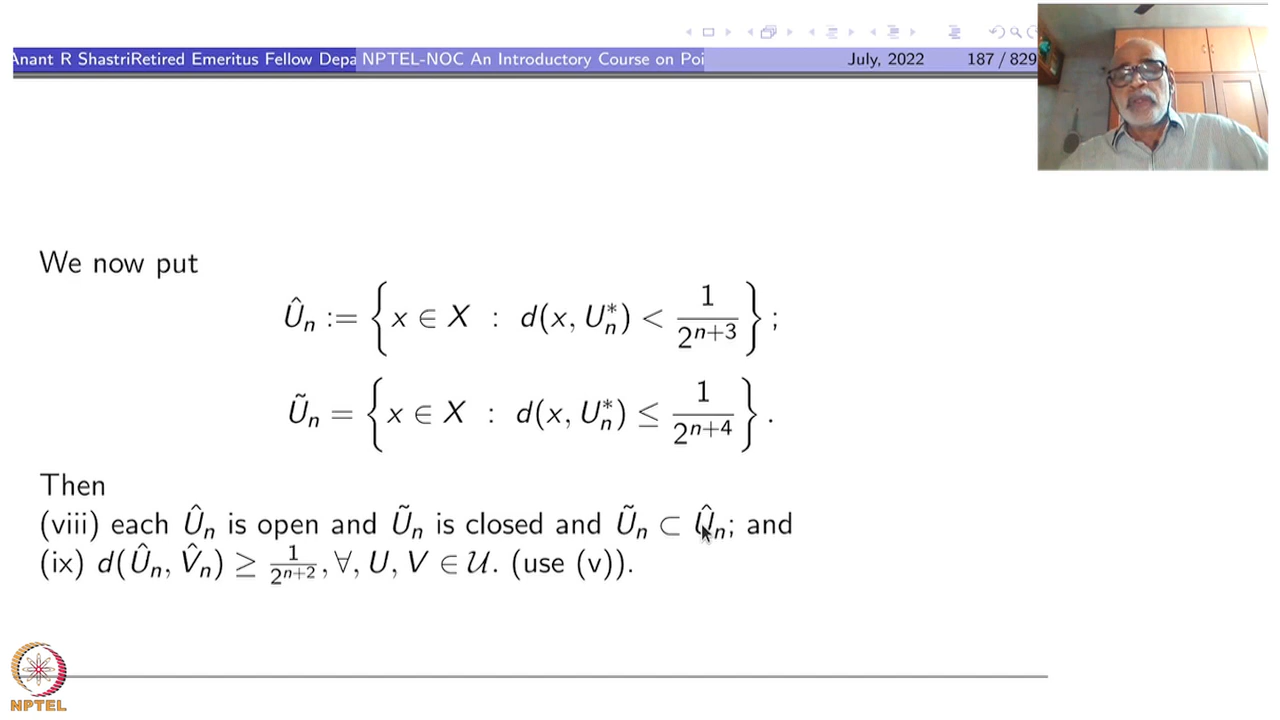 Anant R ShastriRetired Emeritus Fellow Depa NPTEL-NOC An Introductory Course on Poi July, 2022 187 / 829
We now put
Û_n := { x ∈ X : d(x, U_n^*) < 1/2^{n+3} } ;
Ũ_n = { x ∈ X : d(x, U_n^*) ≤ 1/2^{n+4} } .
Then
(viii) each Û_n is open and Ũ_n is closed and Ũ_n ⊂ Û_n; and
(ix) d(Û_n, V̂_n) ≥ 1/2^{n+2}, ∀, U, V ∈ 𝒰. (use (v)).
NPTEL